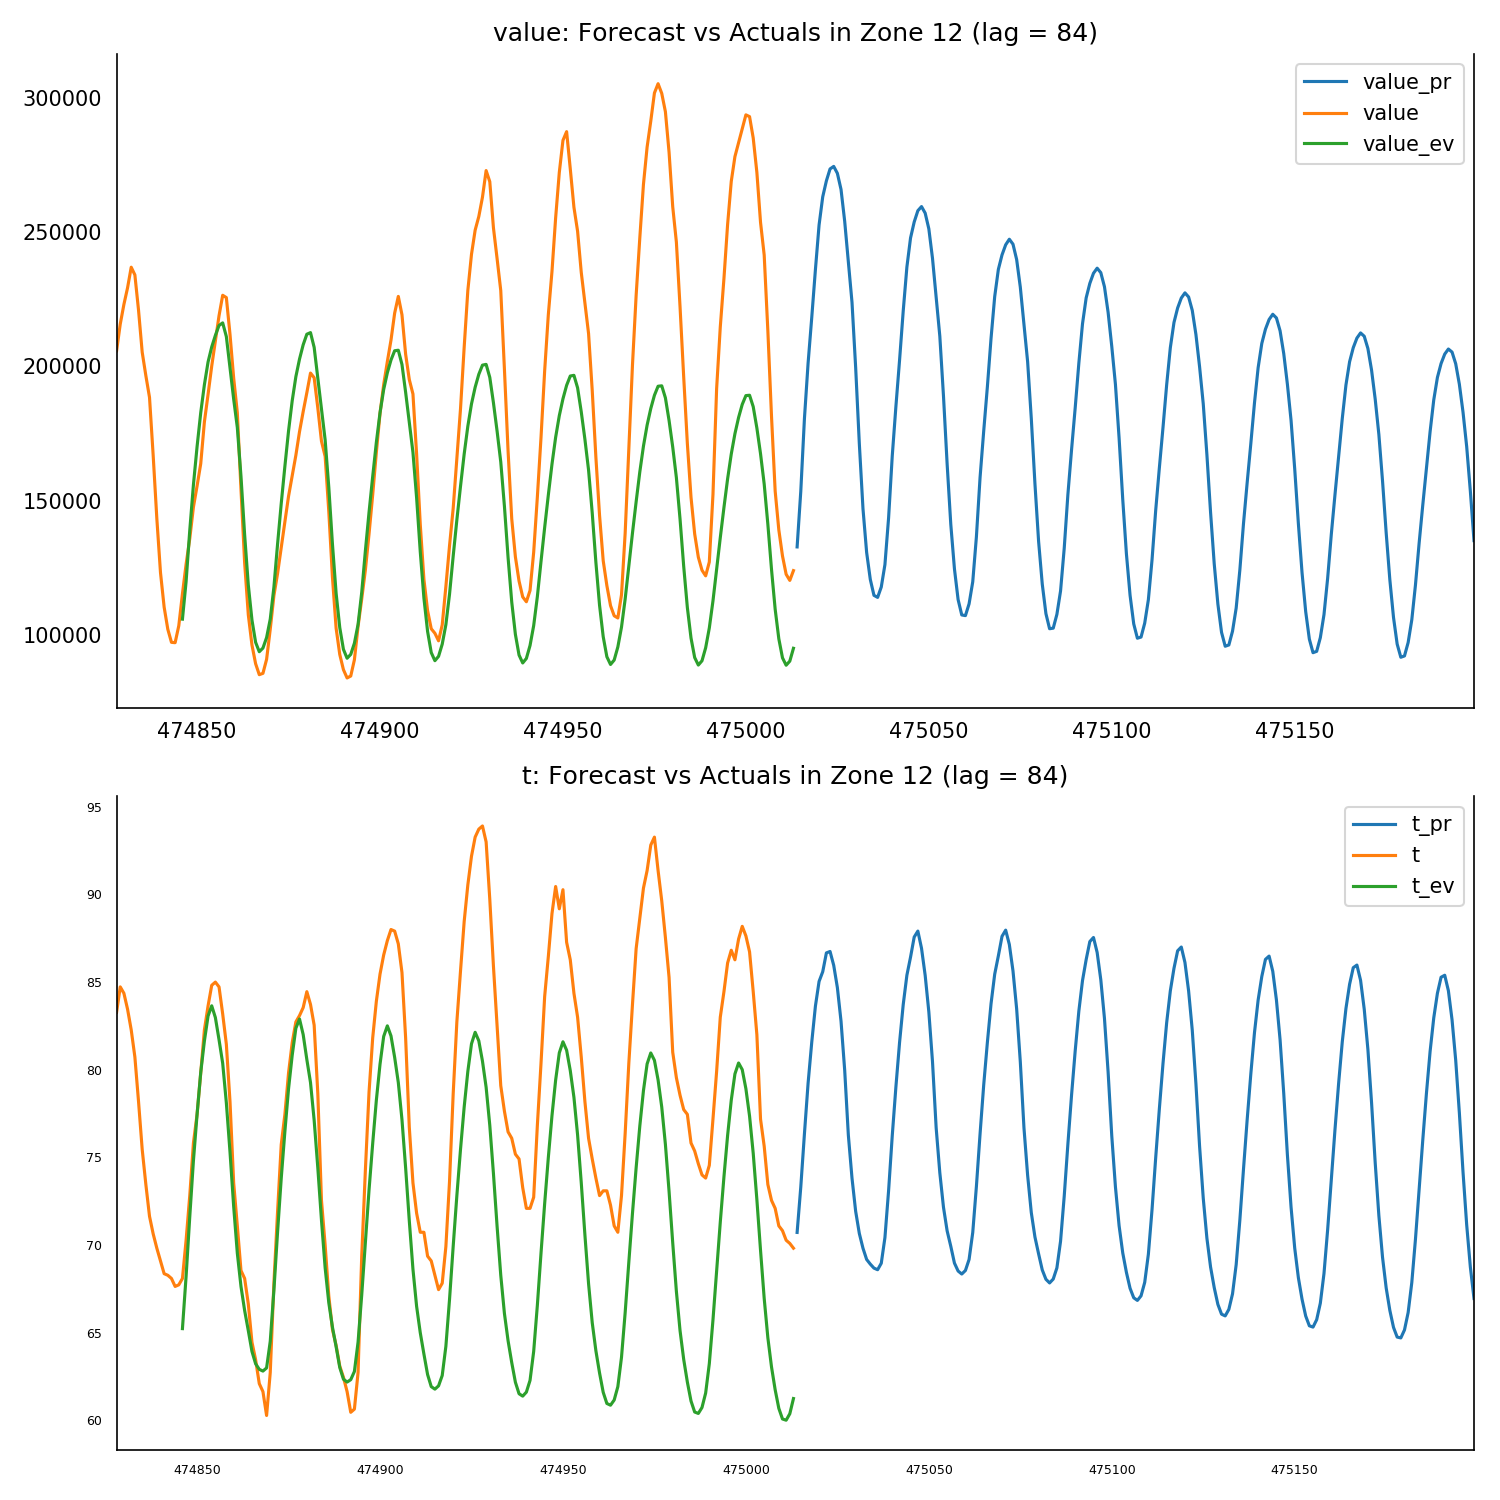 value: Forecast vs Actuals in Zone 12 (lag = 84)
300000
250000
200000
150000
100000
value_pr
value
value_ev
474850 474900 474950 475000 475050 475100 475150
t: Forecast vs Actuals in Zone 12 (lag = 84)
95
90
85
80
75
70
65
60
t_pr
t
t_ev
474850 474900 474950 475000 475050 475100 475150